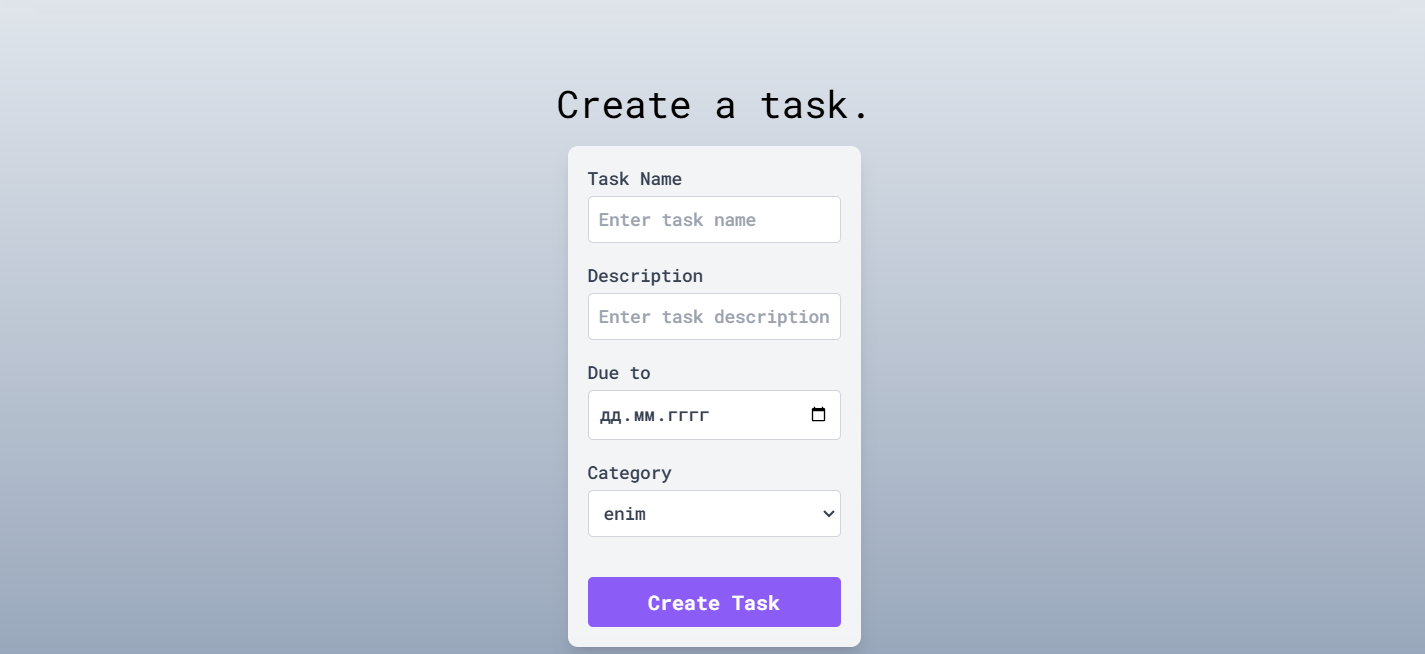 Create a task.
Task Name
Enter task name
Description
Enter task description
Due to
дд.мм.гггг
Category
enim
Create Task